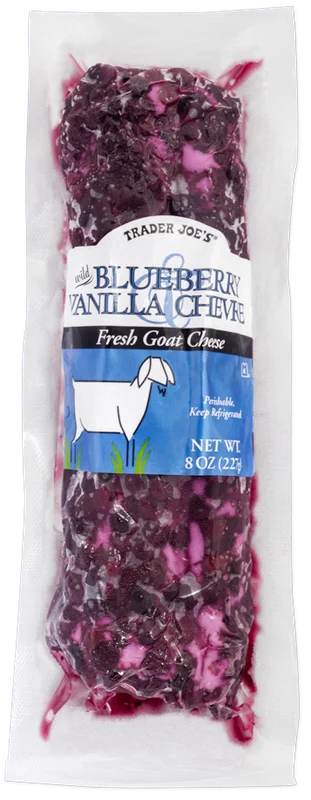 TRADER JOE'S®
wild BLUEBERRY
& VANILLA CHEVRE
Fresh Goat Cheese
Perishable.
Keep Refrigerated.
NET WT.
8 OZ (227g)